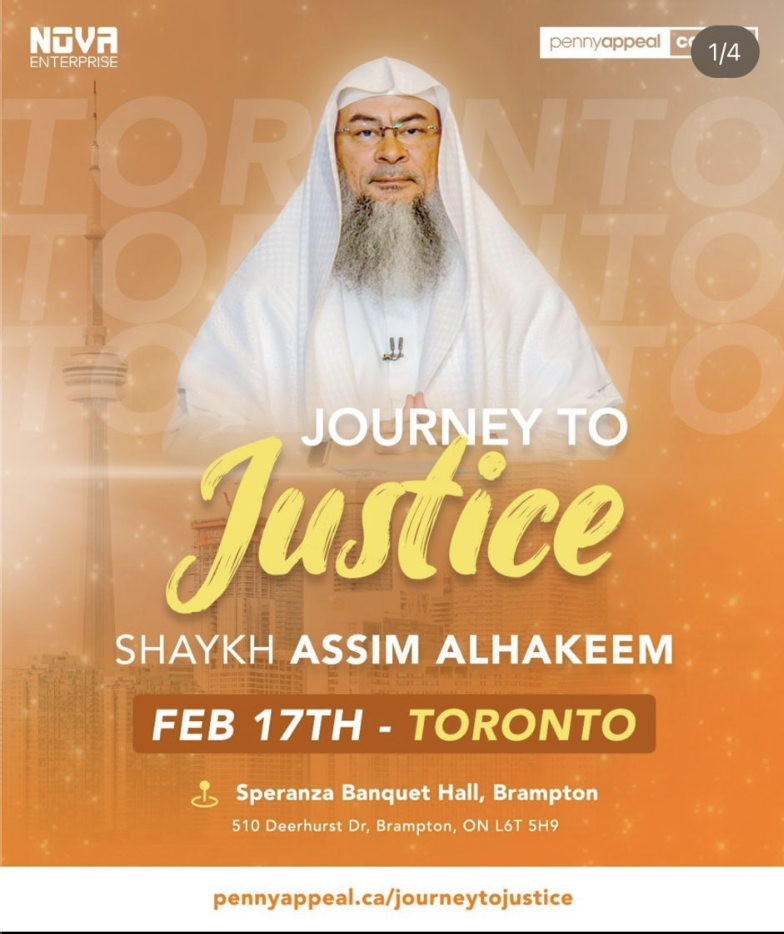 NOVA
ENTERPRISE
pennyappeal
1/4
TORONTO
TORONTO
TORONTO
JOURNEY TO
Justice
SHAYKH ASSIM ALHAKEEM
FEB 17TH - TORONTO
Speranza Banquet Hall, Brampton
510 Deerhurst Dr, Brampton, ON L6T 5H9
pennyappeal.ca/journeytojustice